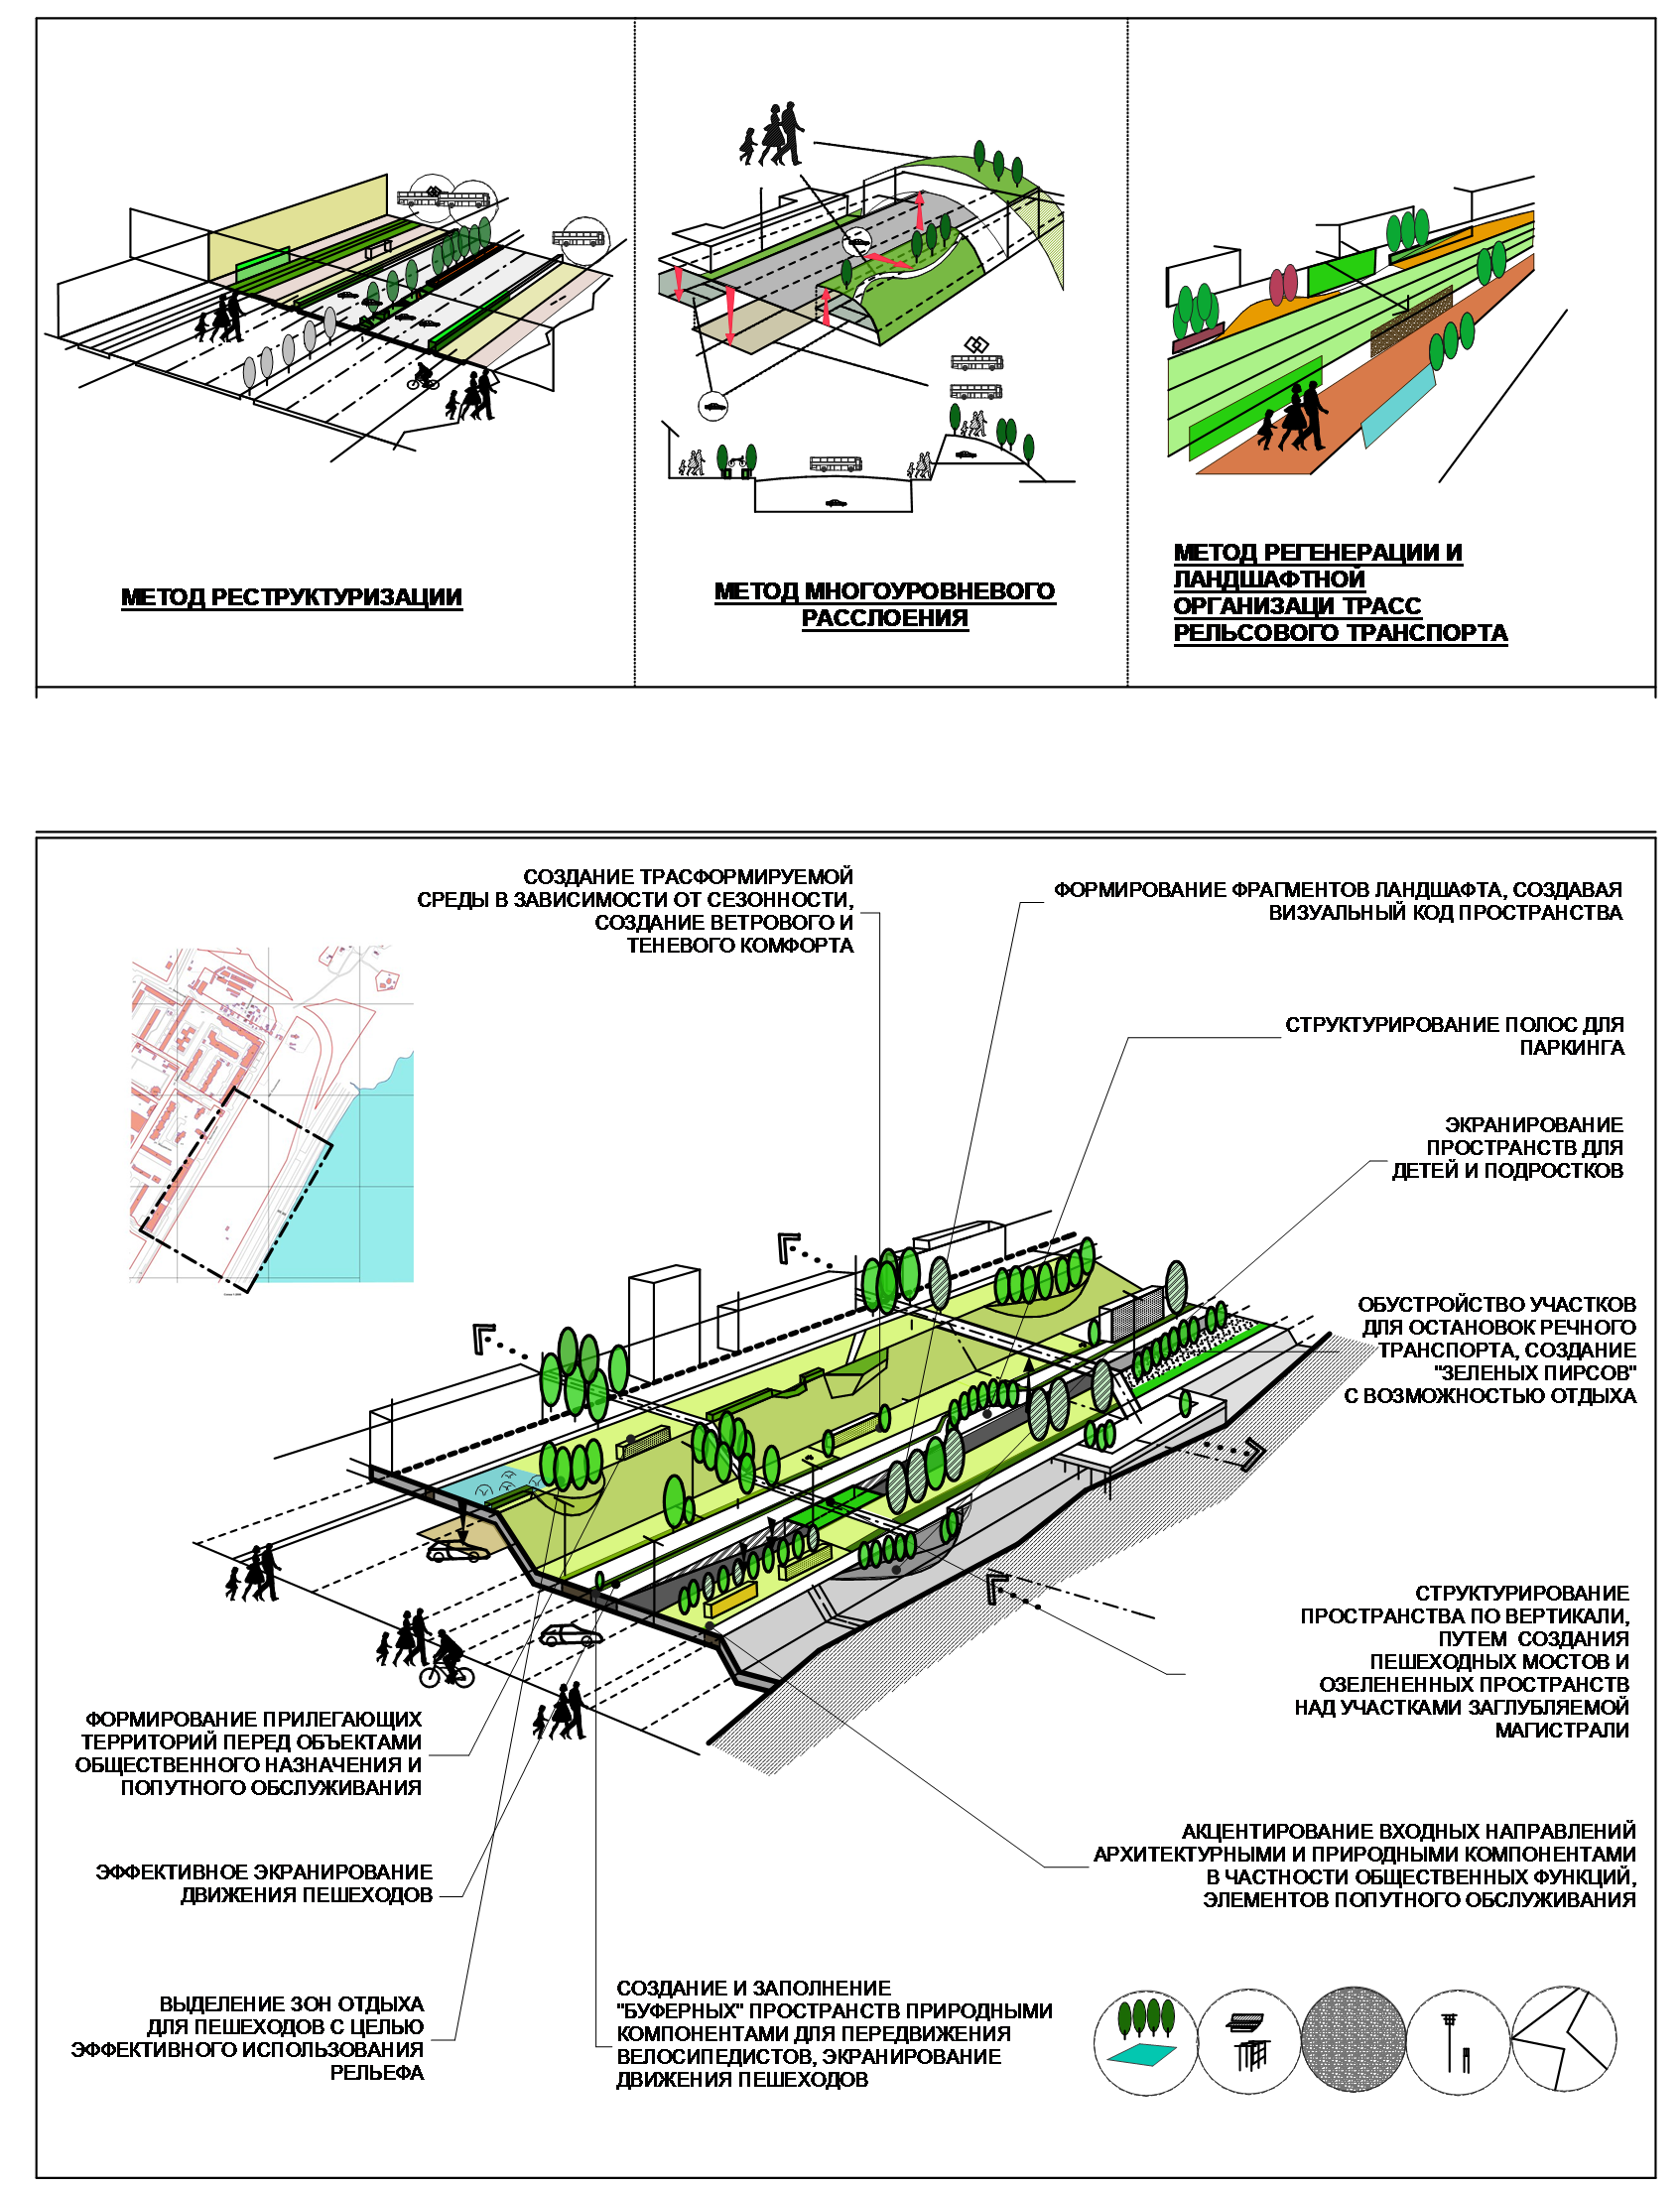 МЕТОД РЕСТРУКТУРИЗАЦИИ
МЕТОД МНОГОУРОВНЕВОГО
РАССЛОЕНИЯ
МЕТОД РЕГЕНЕРАЦИИ И
ЛАНДШАФТНОЙ
ОРГАНИЗАЦИ ТРАСС
РЕЛЬСОВОГО ТРАНСПОРТА
СОЗДАНИЕ ТРАСФОРМИРУЕМОЙ
СРЕДЫ В ЗАВИСИМОСТИ ОТ СЕЗОННОСТИ,
СОЗДАНИЕ ВЕТРОВОГО И
ТЕНЕВОГО КОМФОРТА
ФОРМИРОВАНИЕ ФРАГМЕНТОВ ЛАНДШАФТА, СОЗДАВАЯ
ВИЗУАЛЬНЫЙ КОД ПРОСТРАНСТВА
СТРУКТУРИРОВАНИЕ ПОЛОС ДЛЯ
ПАРКИНГА
ЭКРАНИРОВАНИЕ
ПРОСТРАНСТВ ДЛЯ
ДЕТЕЙ И ПОДРОСТКОВ
ОБУСТРОЙСТВО УЧАСТКОВ
ДЛЯ ОСТАНОВОК РЕЧНОГО
ТРАНСПОРТА, СОЗДАНИЕ
"ЗЕЛЕНЫХ ПИРСОВ"
С ВОЗМОЖНОСТЬЮ ОТДЫХА
СТРУКТУРИРОВАНИЕ
ПРОСТРАНСТВА ПО ВЕРТИКАЛИ,
ПУТЕМ СОЗДАНИЯ
ПЕШЕХОДНЫХ МОСТОВ И
ОЗЕЛЕНЕННЫХ ПРОСТРАНСТВ
НАД УЧАСТКАМИ ЗАГЛУБЛЯЕМОЙ
МАГИСТРАЛИ
ФОРМИРОВАНИЕ ПРИЛЕГАЮЩИХ
ТЕРРИТОРИЙ ПЕРЕД ОБЪЕКТАМИ
ОБЩЕСТВЕННОГО НАЗНАЧЕНИЯ И
ПОПУТНОГО ОБСЛУЖИВАНИЯ
АКЦЕНТИРОВАНИЕ ВХОДНЫХ НАПРАВЛЕНИЙ
АРХИТЕКТУРНЫМИ И ПРИРОДНЫМИ КОМПОНЕНТАМИ
В ЧАСТНОСТИ ОБЩЕСТВЕННЫХ ФУНКЦИЙ,
ЭЛЕМЕНТОВ ПОПУТНОГО ОБСЛУЖИВАНИЯ
ЭФФЕКТИВНОЕ ЭКРАНИРОВАНИЕ
ДВИЖЕНИЯ ПЕШЕХОДОВ
ВЫДЕЛЕНИЕ ЗОН ОТДЫХА
ДЛЯ ПЕШЕХОДОВ С ЦЕЛЬЮ
ЭФФЕКТИВНОГО ИСПОЛЬЗОВАНИЯ
РЕЛЬЕФА
СОЗДАНИЕ И ЗАПОЛНЕНИЕ
"БУФЕРНЫХ" ПРОСТРАНСТВ ПРИРОДНЫМИ
КОМПОНЕНТАМИ ДЛЯ ПЕРЕДВИЖЕНИЯ
ВЕЛОСИПЕДИСТОВ, ЭКРАНИРОВАНИЕ
ДВИЖЕНИЯ ПЕШЕХОДОВ